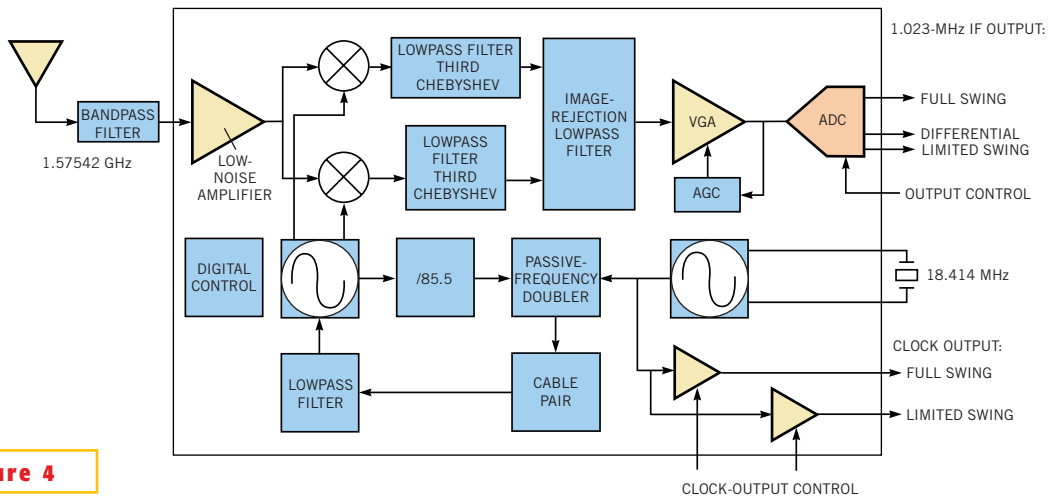 1.023-MHz IF OUTPUT:
LOWPASS FILTER
THIRD
CHEBYSHEV
BANDPASS
FILTER
1.57542 GHz
LOW-
NOISE
AMPLIFIER
LOWPASS
FILTER
THIRD
CHEBYSHEV
IMAGE-
REJECTION
LOWPASS
FILTER
VGA
AGC
ADC
FULL SWING
DIFFERENTIAL
LIMITED SWING
OUTPUT CONTROL
DIGITAL
CONTROL
/85.5
PASSIVE-
FREQUENCY
DOUBLER
18.414 MHz
LOWPASS
FILTER
CABLE
PAIR
CLOCK OUTPUT:
FULL SWING
LIMITED SWING
CLOCK-OUTPUT CONTROL
ure 4